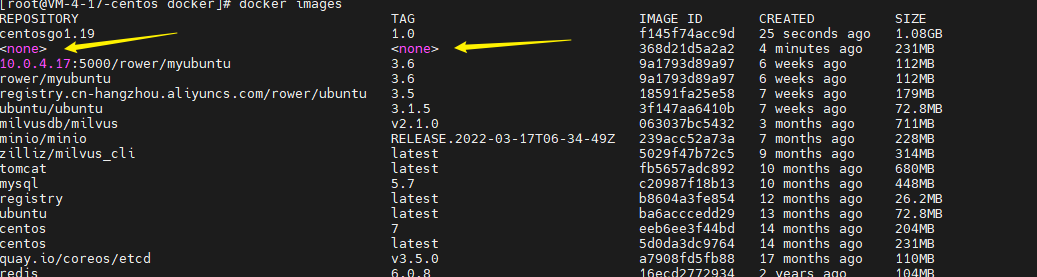 [root@VM-4-17-centos docker]# docker images
REPOSITORY TAG IMAGE ID CREATED SIZE
centosgo1.19 1.0 f145f74acc9d 25 seconds ago 1.08GB
<none> <none> 368d21d5a2a2 4 minutes ago 231MB
10.0.4.17:5000/rower/myubuntu 3.6 9a1793d89a97 6 weeks ago 112MB
rower/myubuntu 3.6 9a1793d89a97 6 weeks ago 112MB
registry.cn-hangzhou.aliyuncs.com/rower/ubuntu 3.5 18591fa25e58 7 weeks ago 179MB
ubuntu/ubuntu 3.1.5 3f147aa6410b 7 weeks ago 72.8MB
milvusdb/milvus v2.1.0 063037bc5432 3 months ago 711MB
minio/minio RELEASE.2022-03-17T06-34-49Z 239acc52a73a 7 months ago 228MB
zilliz/milvus_cli latest 5029f47b72c5 9 months ago 314MB
tomcat latest fb5657adc892 10 months ago 680MB
mysql 5.7 c20987f18b13 10 months ago 448MB
registry latest b8604a3fe854 12 months ago 26.2MB
ubuntu latest ba6acccedd29 13 months ago 72.8MB
centos 7 eeb6ee3f44bd 14 months ago 204MB
centos latest 5d0da3dc9764 14 months ago 231MB
quay.io/coreos/etcd v3.5.0 a7908fd5fb88 17 months ago 110MB
redis 6.0.8 16ecd2772934 2 years ago 104MB